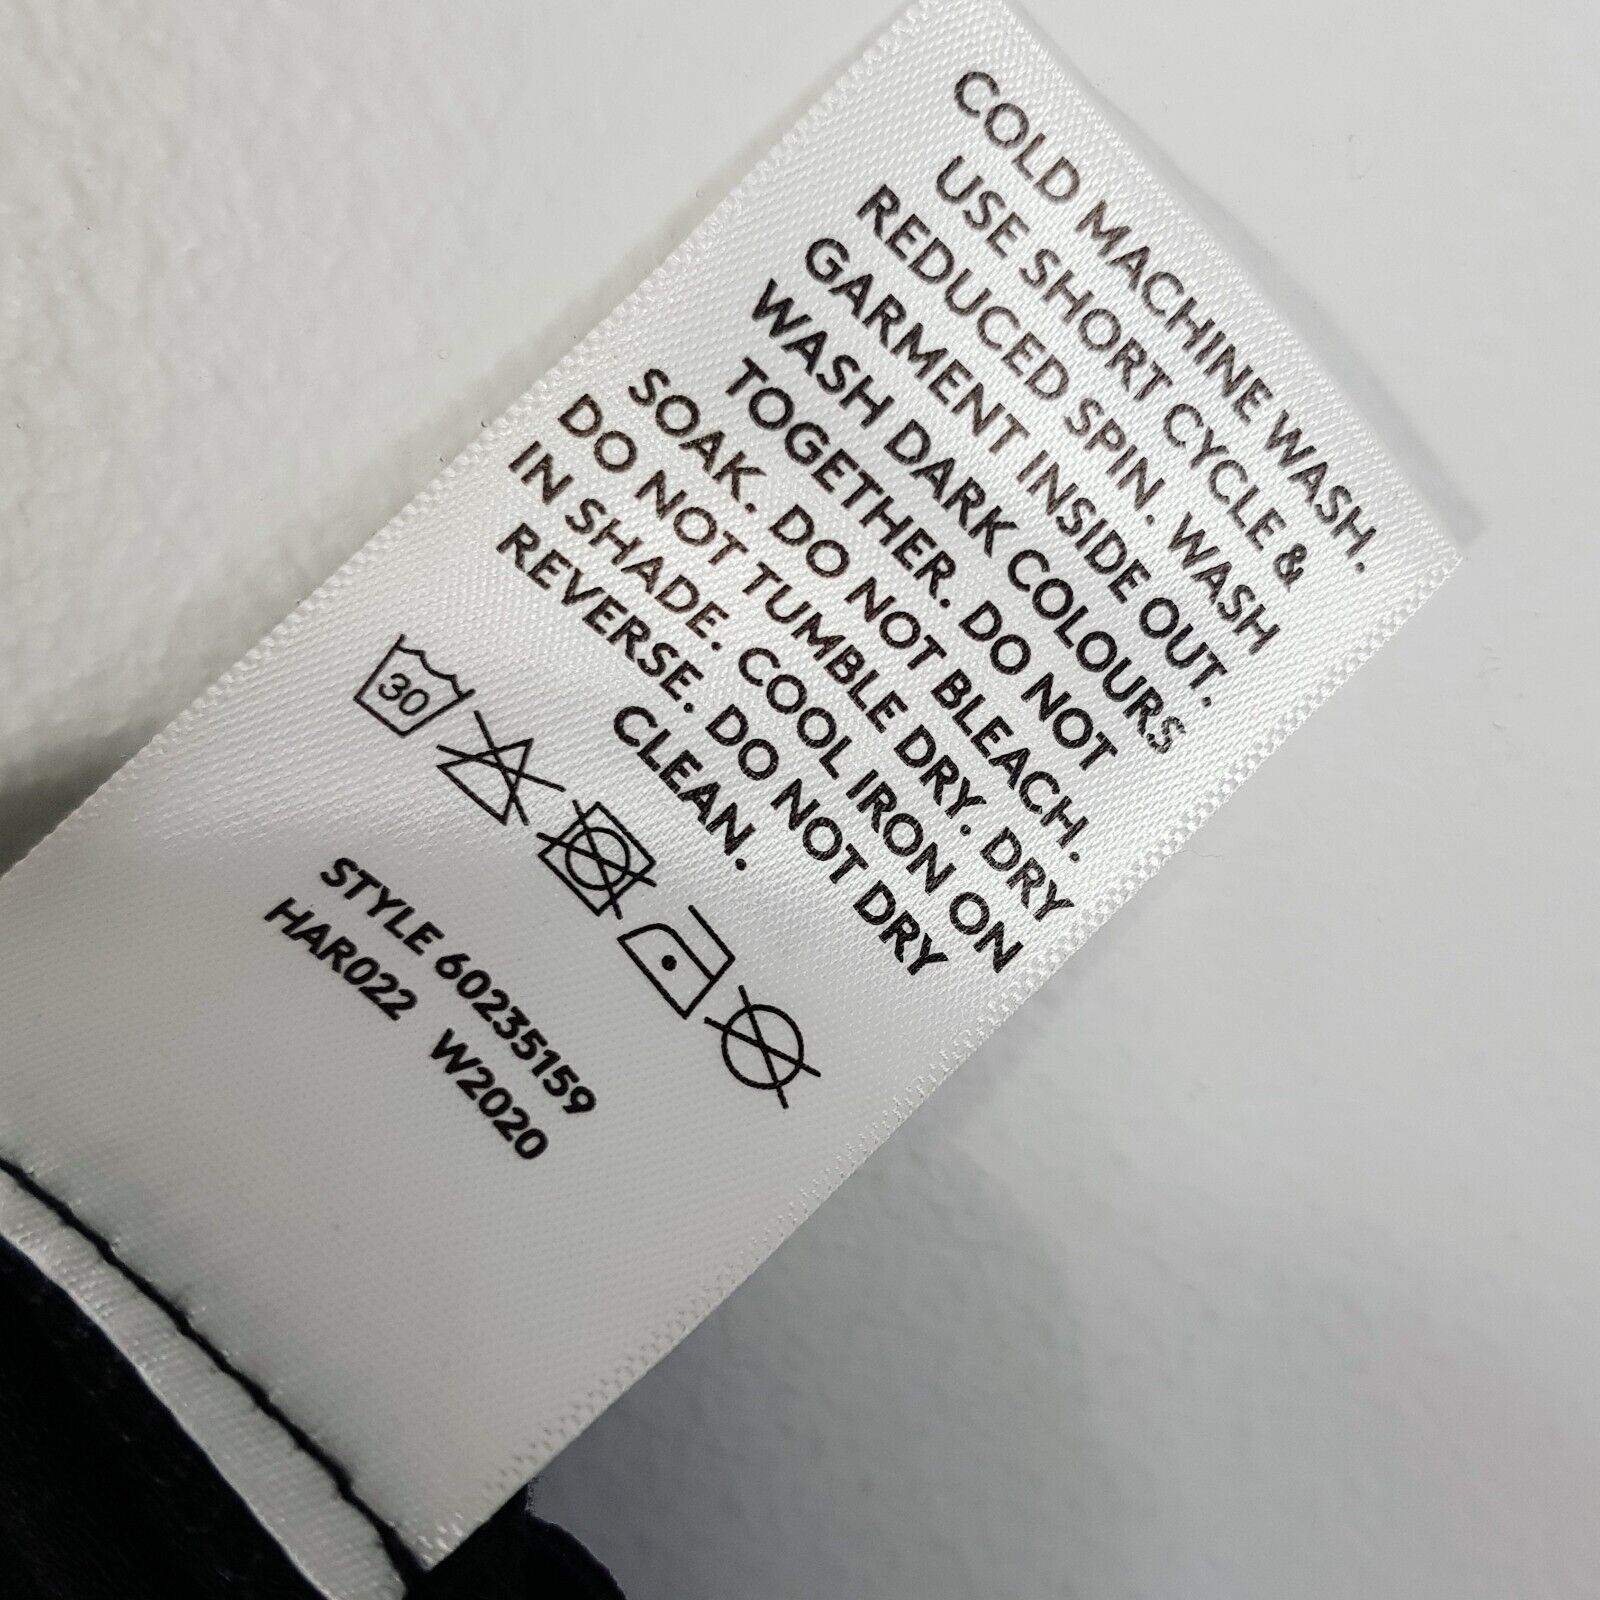 COLD MACHINE WASH.
USE SHORT CYCLE &
REDUCED SPIN. WASH
GARMENT INSIDE OUT.
WASH DARK COLOURS
TOGETHER. DO NOT
SOAK. DO NOT BLEACH.
DO NOT TUMBLE DRY. DRY
IN SHADE. COOL IRON ON
REVERSE. DO NOT DRY
CLEAN.
30
STYLE 60235159
HAR022 W2020